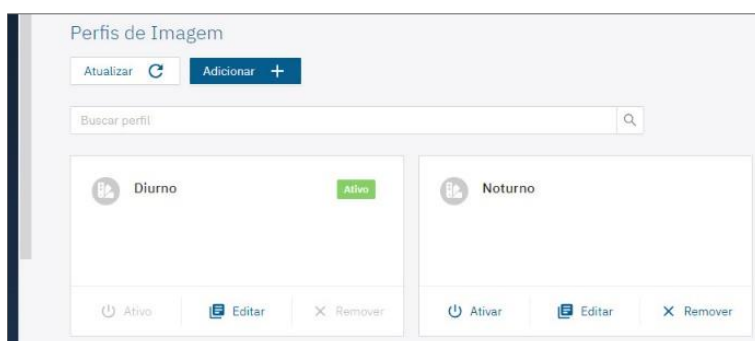 Perfis de Imagem
Atualizar Adicionar
Buscar perfil
Diurno Ativo Noturno
Ativo Editar Remover Ativar Editar Remover